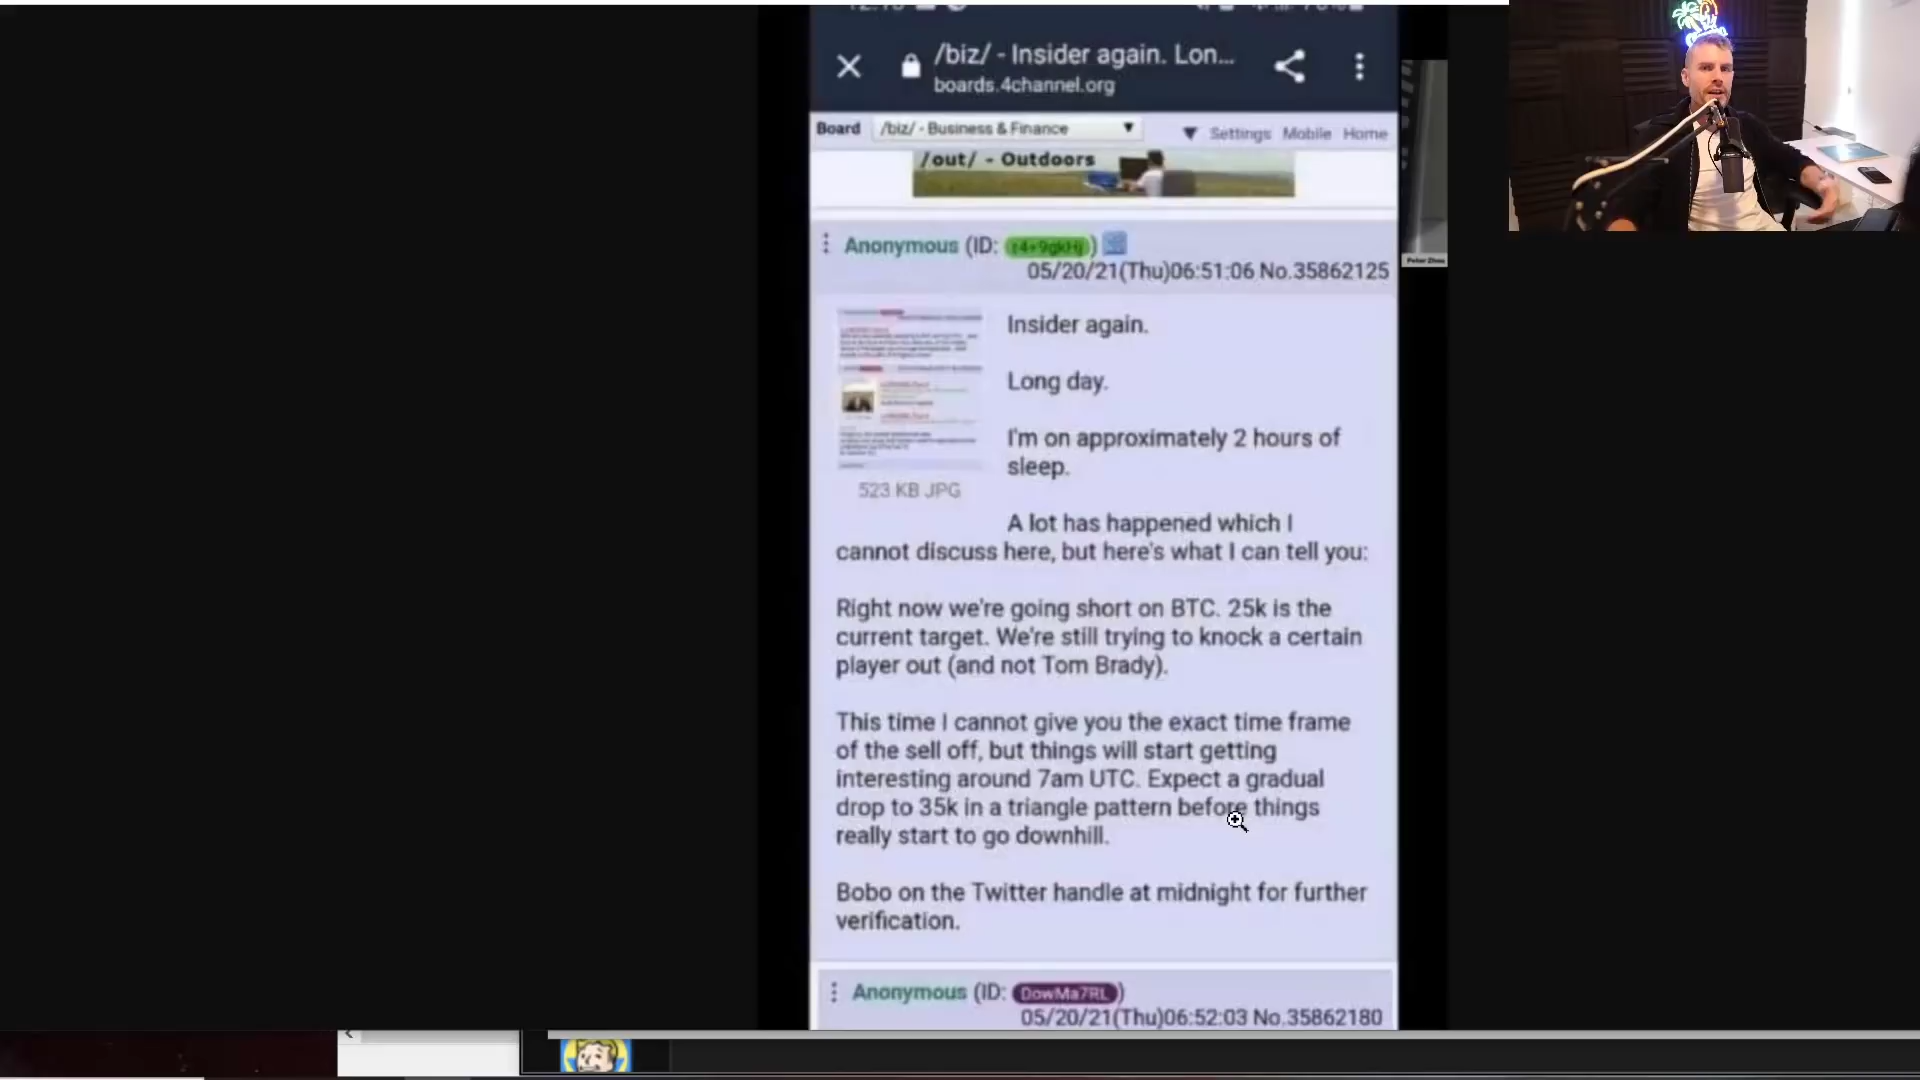 /biz/ - Insider again. Lon...
boards.4channel.org
Board /biz/ - Business & Finance ▼ ▼ Settings Mobile Home
/out/ - Outdoors
Anonymous (ID: r4+9gkHj)
05/20/21(Thu)06:51:06 No.35862125
Insider again.
Long day.
I'm on approximately 2 hours of
sleep.
523 KB JPG
A lot has happened which I
cannot discuss here, but here's what I can tell you:
Right now we're going short on BTC. 25k is the
current target. We're still trying to knock a certain
player out (and not Tom Brady).
This time I cannot give you the exact time frame
of the sell off, but things will start getting
interesting around 7am UTC. Expect a gradual
drop to 35k in a triangle pattern before things
really start to go downhill.
Bobo on the Twitter handle at midnight for further
verification.
Anonymous (ID: DowMa7RL)
05/20/21(Thu)06:52:03 No.35862180